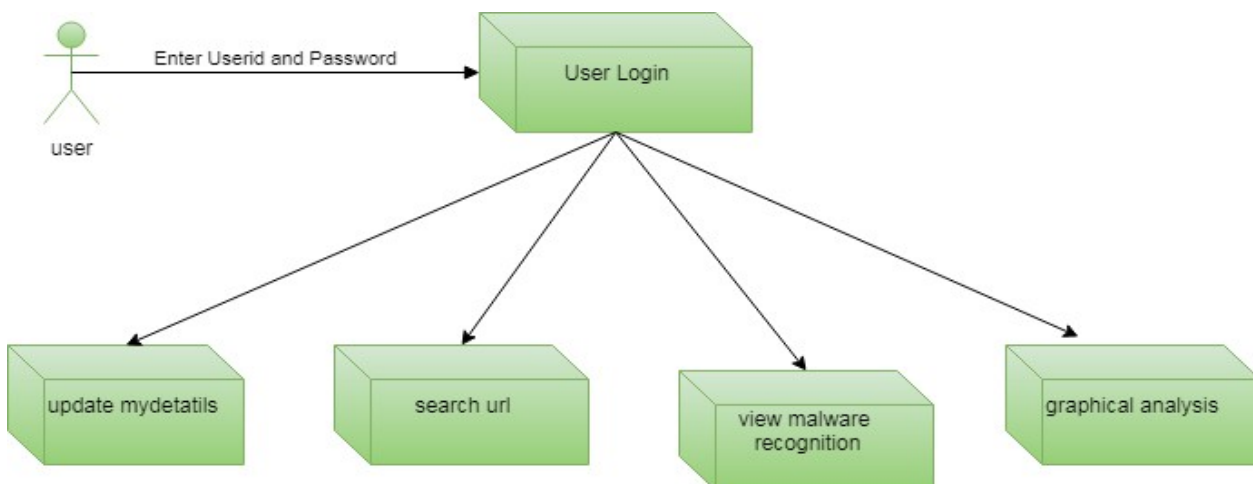 Enter Userid and Password
User Login
user
update mydetatils
search url
view malware
recognition
graphical analysis